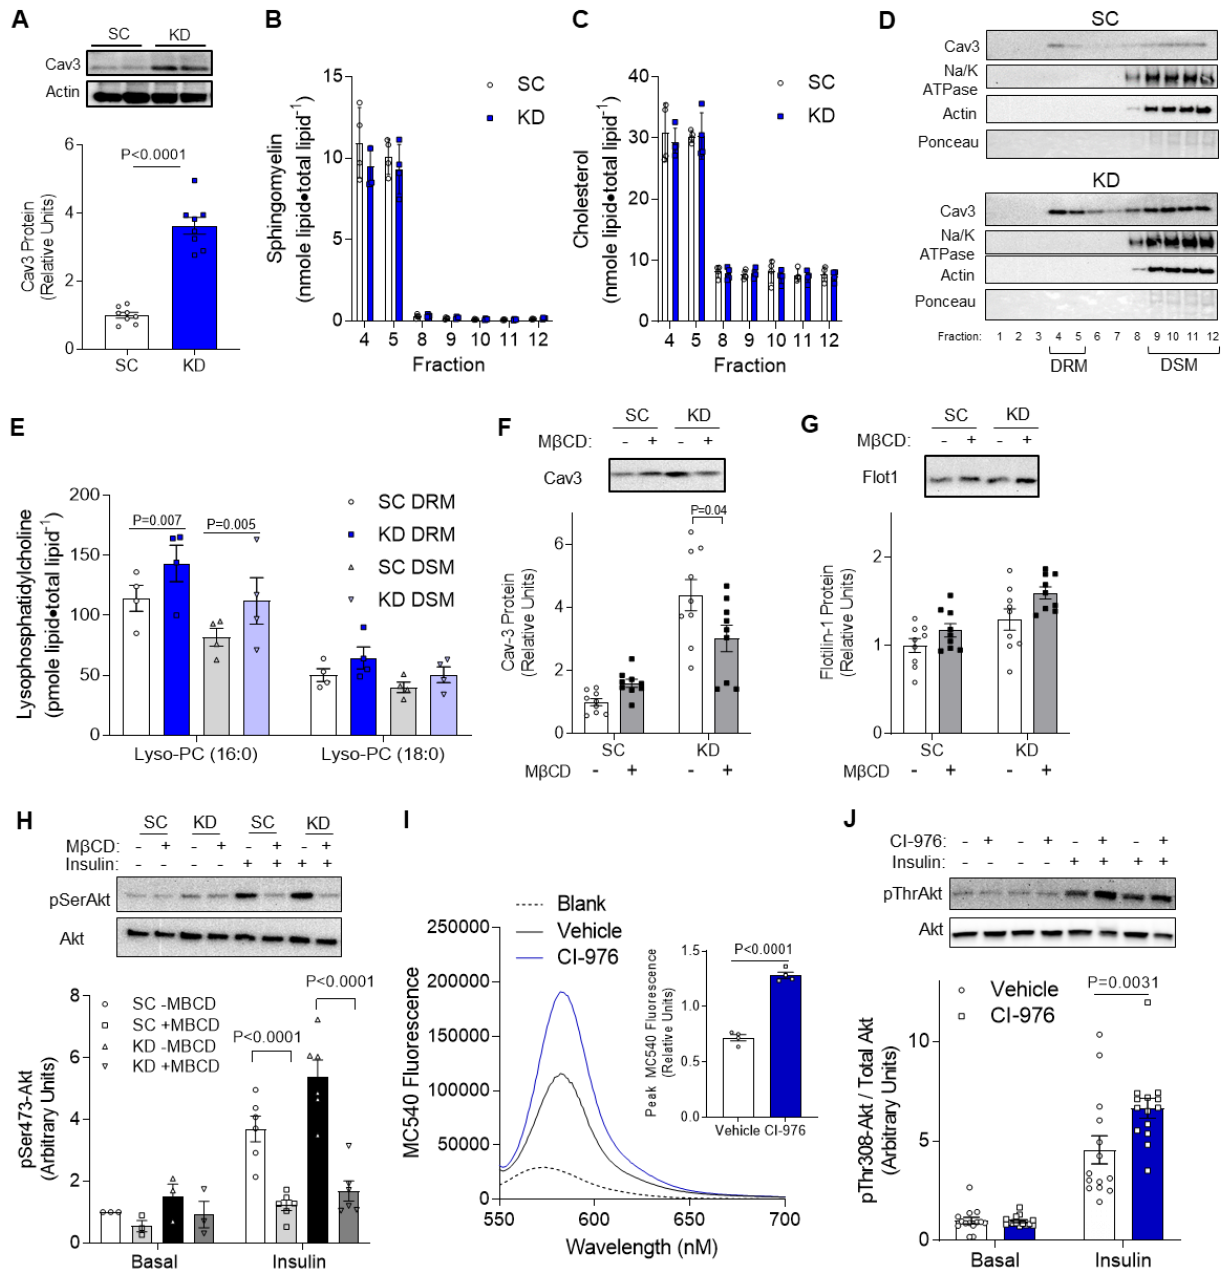 A
SC KD
Cav3
Actin
P<0.0001
Cav3 Protein
(Relative Units)
6
4
2
0
SC KD
B
Sphingomyelin
(nmole lipid●total lipid⁻¹)
15
10
5
0
SC
KD
4 5 8 9 10 11 12
Fraction
C
Cholesterol
(nmole lipid●total lipid⁻¹)
40
30
20
10
0
SC
KD
4 5 8 9 10 11 12
Fraction
D
SC
Cav3
Na/K
ATPase
Actin
Ponceau
KD
Cav3
Na/K
ATPase
Actin
Ponceau
Fraction: 1 2 3 4 5 6 7 8 9 10 11 12
DRM DSM
E
Lysophosphatidylcholine
(pmole lipid●total lipid⁻¹)
200
150
100
50
0
P=0.007
P=0.005
SC DRM
KD DRM
SC DSM
KD DSM
Lyso-PC (16:0) Lyso-PC (18:0)
F
SC KD
MβCD: - + - +
Cav3
P=0.04
Cav-3 Protein
(Relative Units)
6
4
2
0
SC KD
MβCD - + - +
G
SC KD
MβCD: - + - +
Flot1
Flotilin-1 Protein
(Relative Units)
2
1
0
SC KD
MβCD - + - +
H
SC KD SC KD
MβCD: - + - + - + - +
Insulin: - - - - + + + +
pSerAkt
Akt
pSer473-Akt
(Arbitrary Units)
8
6
4
2
0
SC -MBCD
SC +MBCD
KD -MBCD
KD +MBCD
P<0.0001
P<0.0001
Basal Insulin
I
Blank
Vehicle
CI-976
MC540 Fluorescence
250000
200000
150000
100000
50000
0
550 600 650 700
Wavelength (nM)
Peak MC540 Fluorescence
(Relative Units)
1.5
1.0
0.5
0.0
P<0.0001
Vehicle CI-976
J
CI-976: - + - + - + - +
Insulin: - - - - + + + +
pThrAkt
Akt
pThr308-Akt / Total Akt
(Arbitrary Units)
10
5
0
Vehicle
CI-976
P=0.0031
Basal Insulin